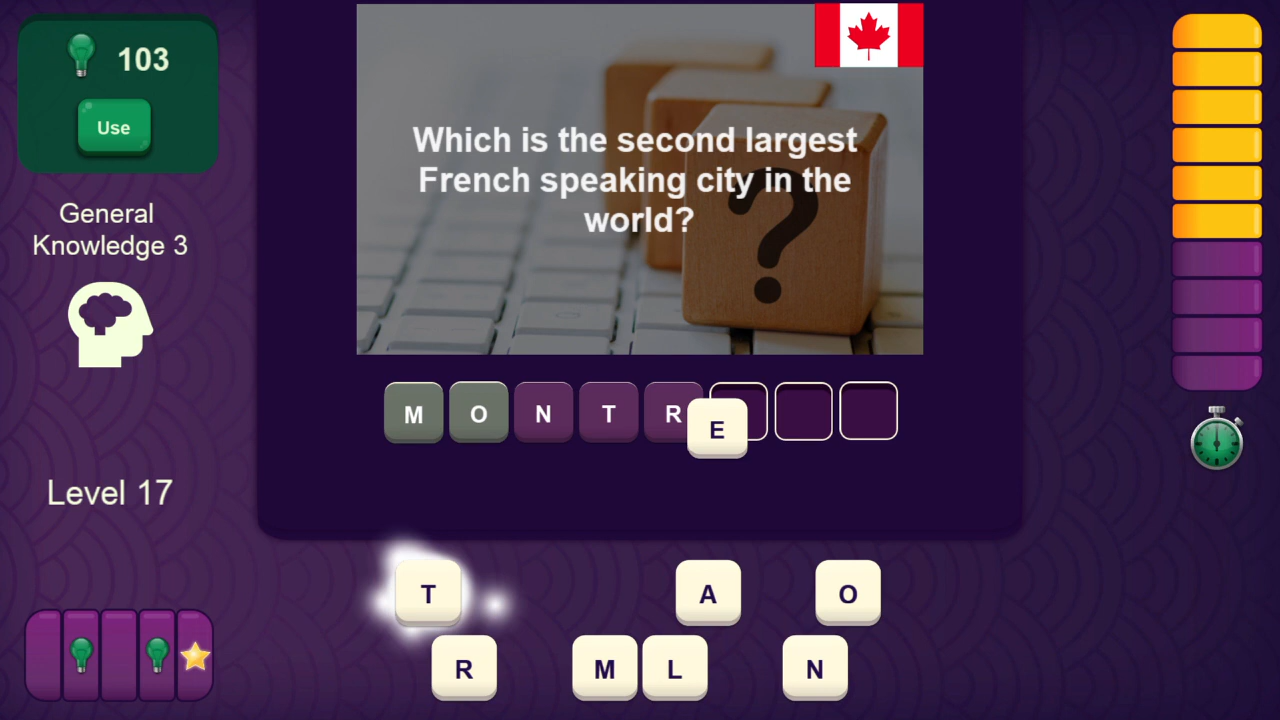 103
Use
General
Knowledge 3
Level 17
Which is the second largest
French speaking city in the
world?
?
M O N T R E
T A O
R M L N